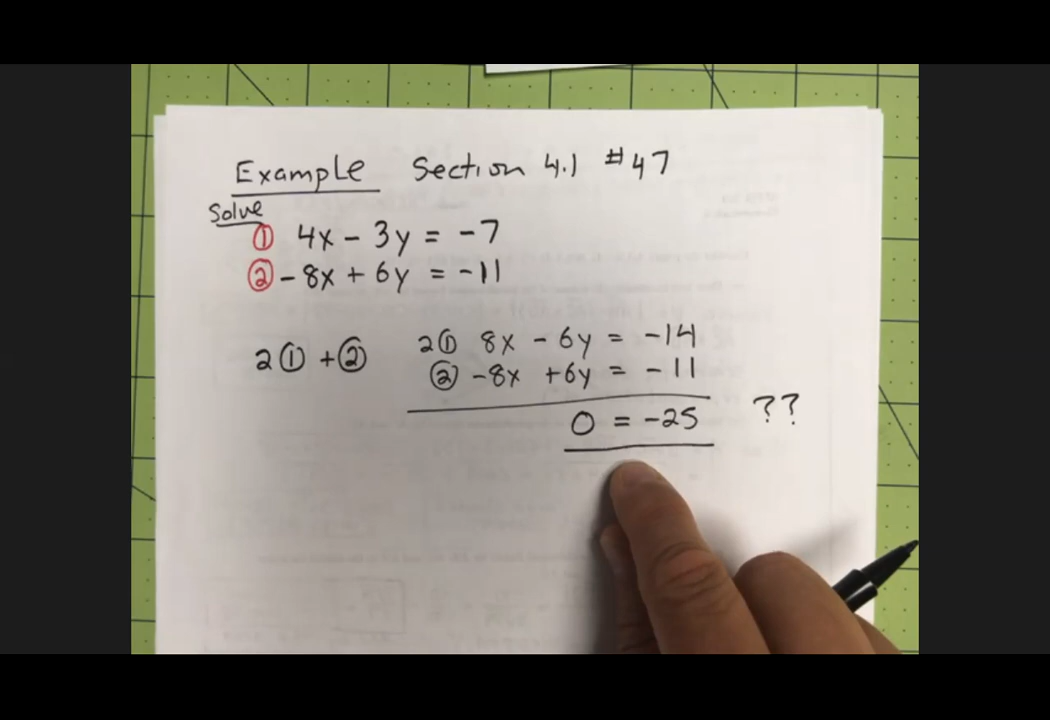 Example Section 4.1 #47
Solve
① 4x - 3y = -7
② -8x + 6y = -11
2① + ② 2① 8x - 6y = -14
② -8x + 6y = -11
0 = -25 ??